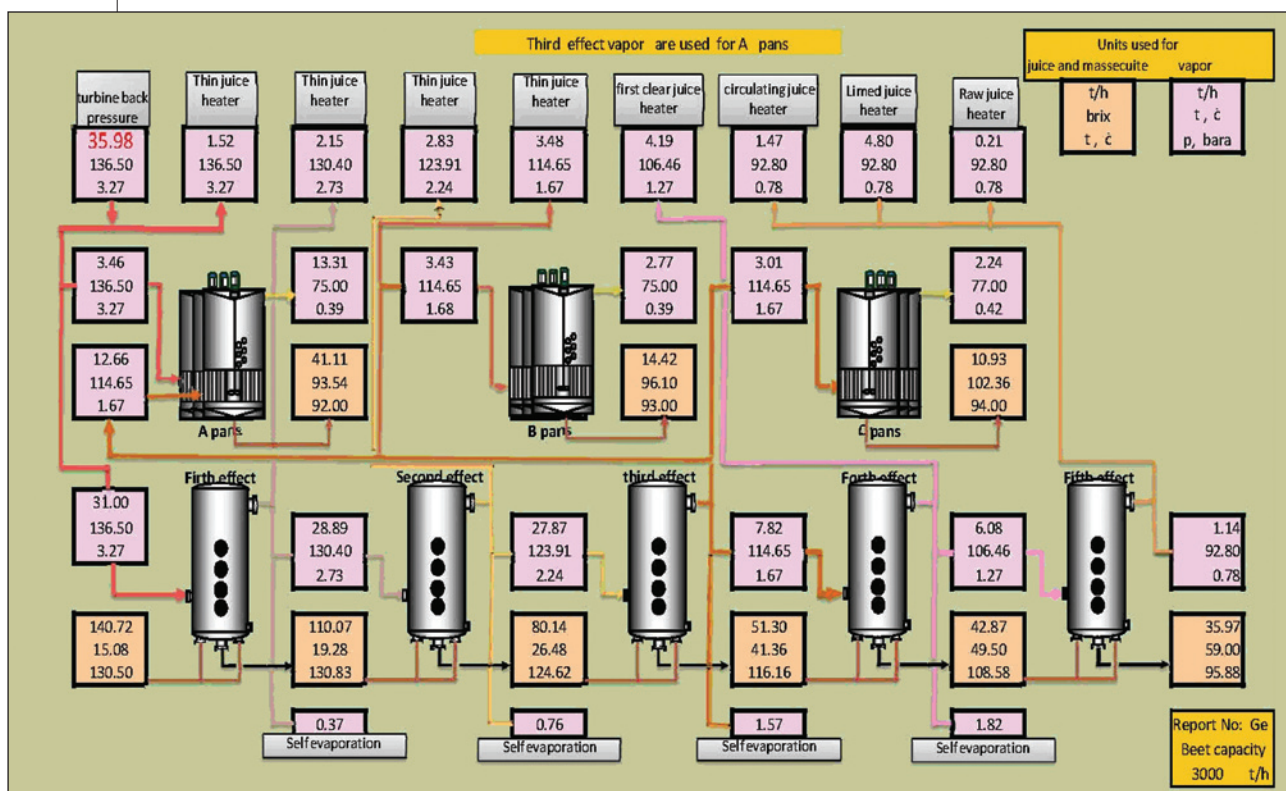 Third effect vapor are used for A pans
Units used for
juice and massecuite vapor
t/h t/h
brix t , ċ
t , ċ p, bara
turbine back
pressure
35.98
136.50
3.27
Thin juice
heater
1.52
136.50
3.27
Thin juice
heater
2.15
130.40
2.73
Thin juice
heater
2.83
123.91
2.24
Thin juice
heater
3.48
114.65
1.67
first clear juice
heater
4.19
106.46
1.27
circulating juice
heater
1.47
92.80
0.78
Limed juice
heater
4.80
92.80
0.78
Raw juice
heater
0.21
92.80
0.78
3.46
136.50
3.27
13.31
75.00
0.39
3.43
114.65
1.68
2.77
75.00
0.39
3.01
114.65
1.67
2.24
77.00
0.42
12.66
114.65
1.67
41.11
93.54
92.00
14.42
96.10
93.00
10.93
102.36
94.00
A pans
B pans
C pans
Firth effect
Second effect
third effect
Forth effect
Fifth effect
31.00
136.50
3.27
28.89
130.40
2.73
27.87
123.91
2.24
7.82
114.65
1.67
6.08
106.46
1.27
1.14
92.80
0.78
140.72
15.08
130.50
110.07
19.28
130.83
80.14
26.48
124.62
51.30
41.36
116.16
42.87
49.50
108.58
35.97
59.00
95.88
0.37
Self evaporation
0.76
Self evaporation
1.57
Self evaporation
1.82
Self evaporation
Report No: Ge
Beet capacity
3000 t/h